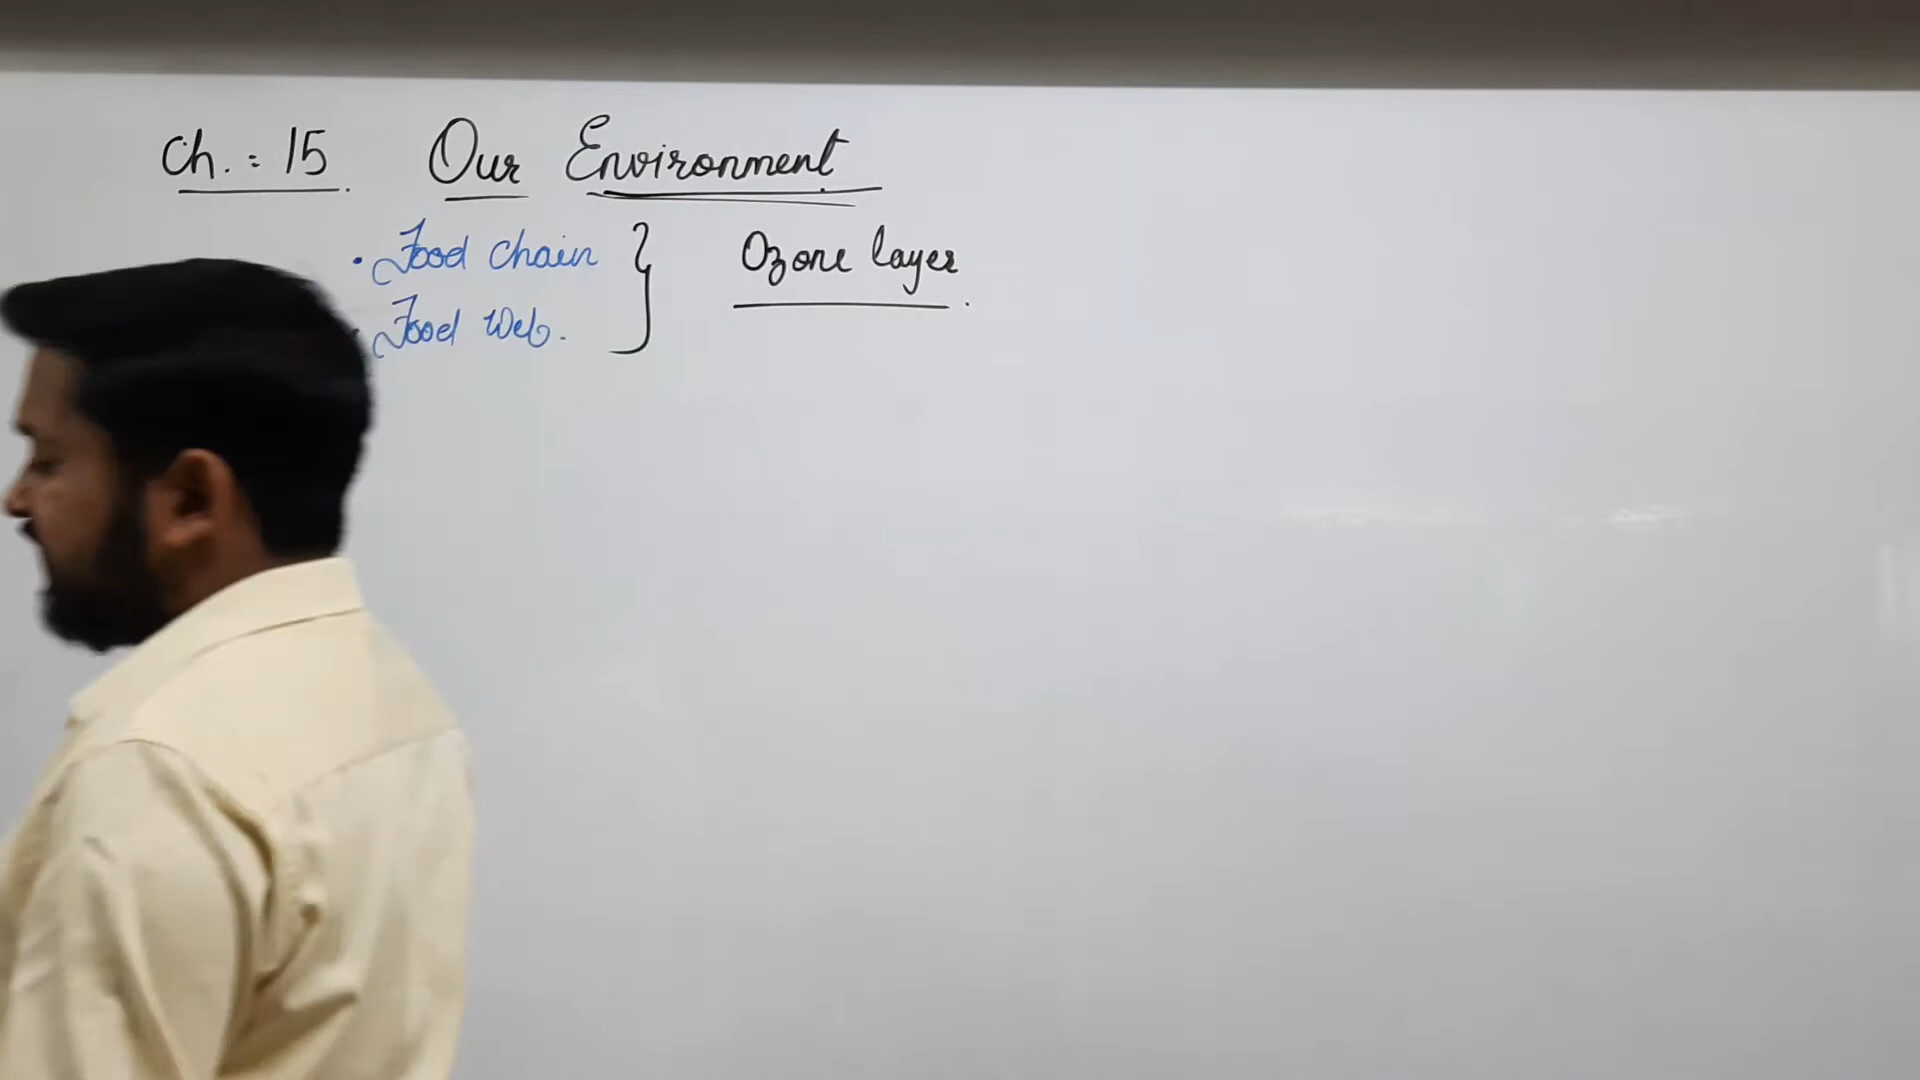 Ch. : 15 Our Environment
• Food Chain
Food Web.
Ozone layer.